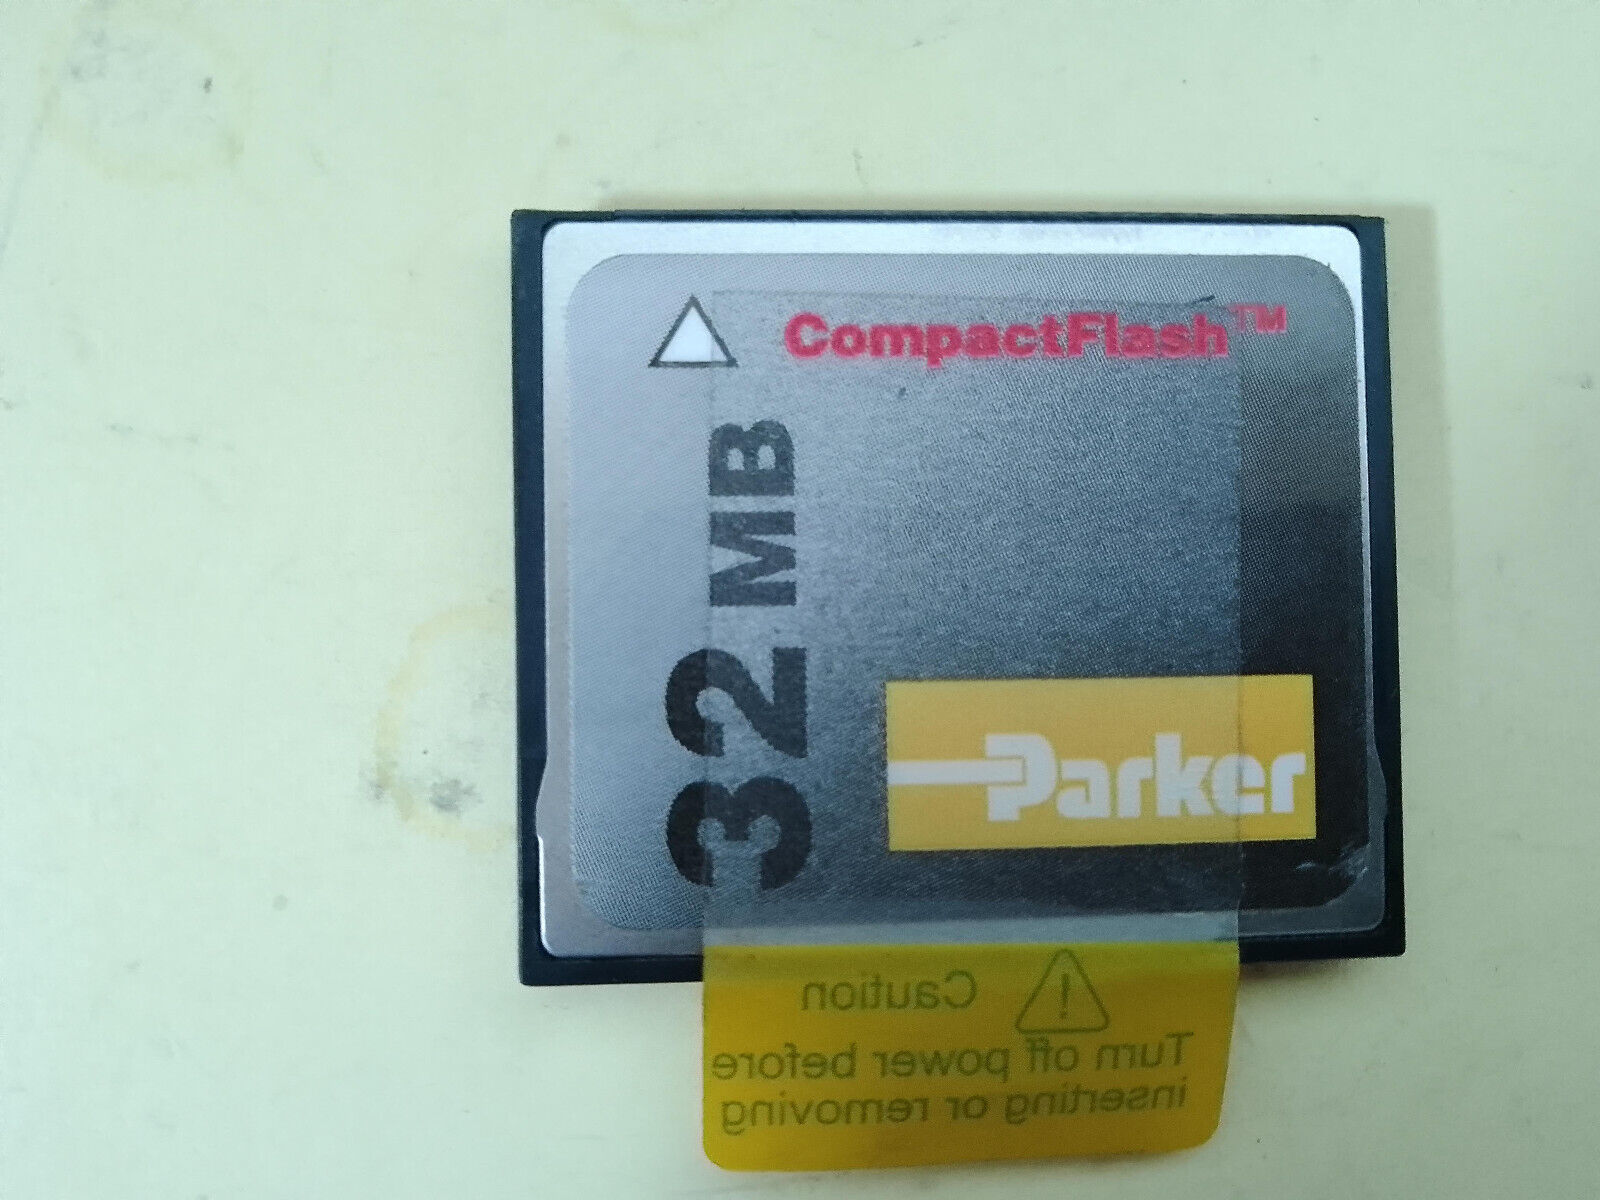 CompactFlash™
32 MB
Parker
Caution
Turn off power before
inserting or removing